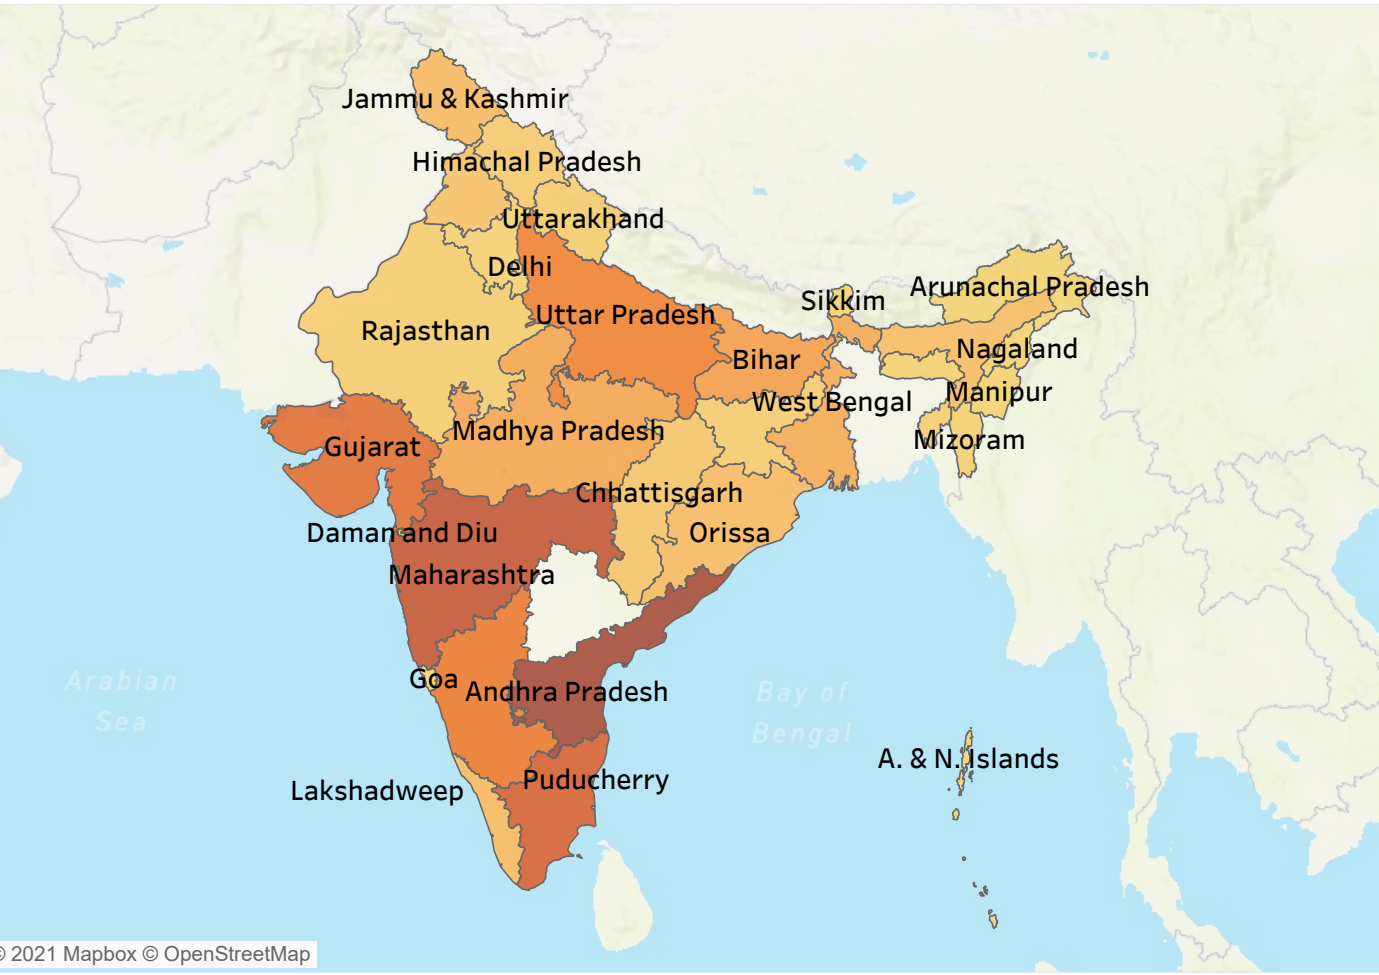 Jammu & Kashmir
Himachal Pradesh
Uttarakhand
Delhi
Arunachal Pradesh
Sikkim
Uttar Pradesh
Rajasthan
Nagaland
Bihar
Manipur
West Bengal
Madhya Pradesh
Mizoram
Gujarat
Chhattisgarh
Daman and Diu
Orissa
Maharashtra
Goa
Arabian
Sea
Andhra Pradesh
Bay of
Bengal
A. & N. Islands
Puducherry
Lakshadweep
© 2021 Mapbox © OpenStreetMap